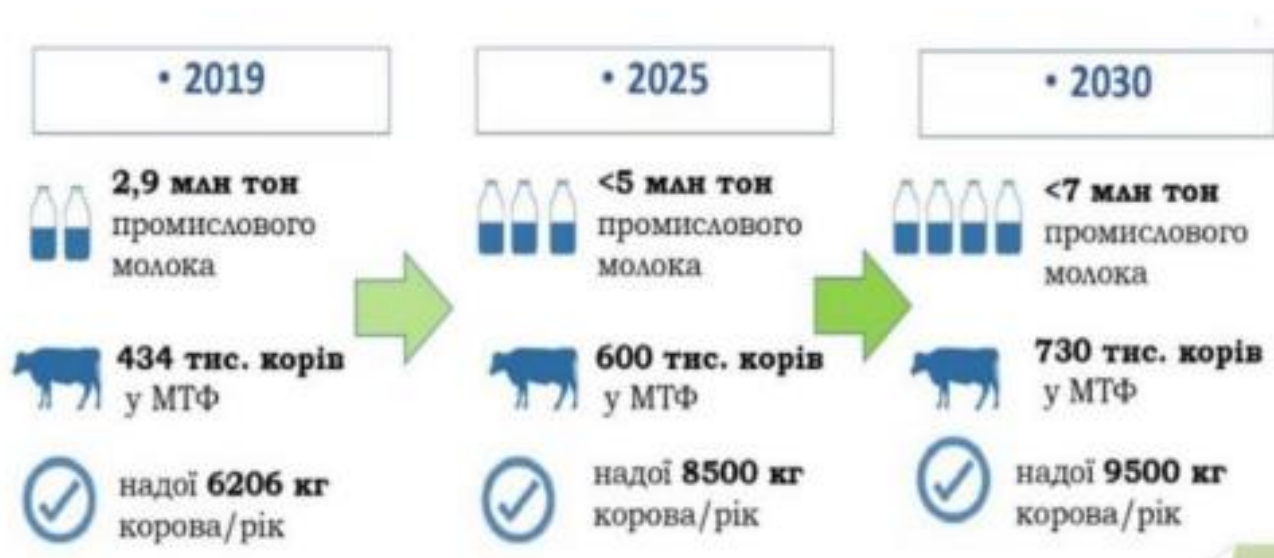 • 2019
2,9 млн тон
промислового
молока
434 тис. корів
у МТФ
надої 6206 кг
корова/рік
• 2025
<5 млн тон
промислового
молока
600 тис. корів
у МТФ
надої 8500 кг
корова/рік
• 2030
<7 млн тон
промислового
молока
730 тис. корів
у МТФ
надої 9500 кг
корова/рік